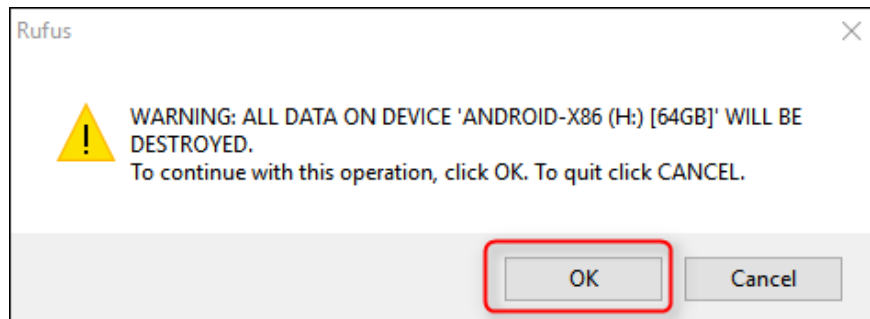 Rufus
WARNING: ALL DATA ON DEVICE 'ANDROID-X86 (H:) [64GB]' WILL BE
DESTROYED.
To continue with this operation, click OK. To quit click CANCEL.
OK
Cancel